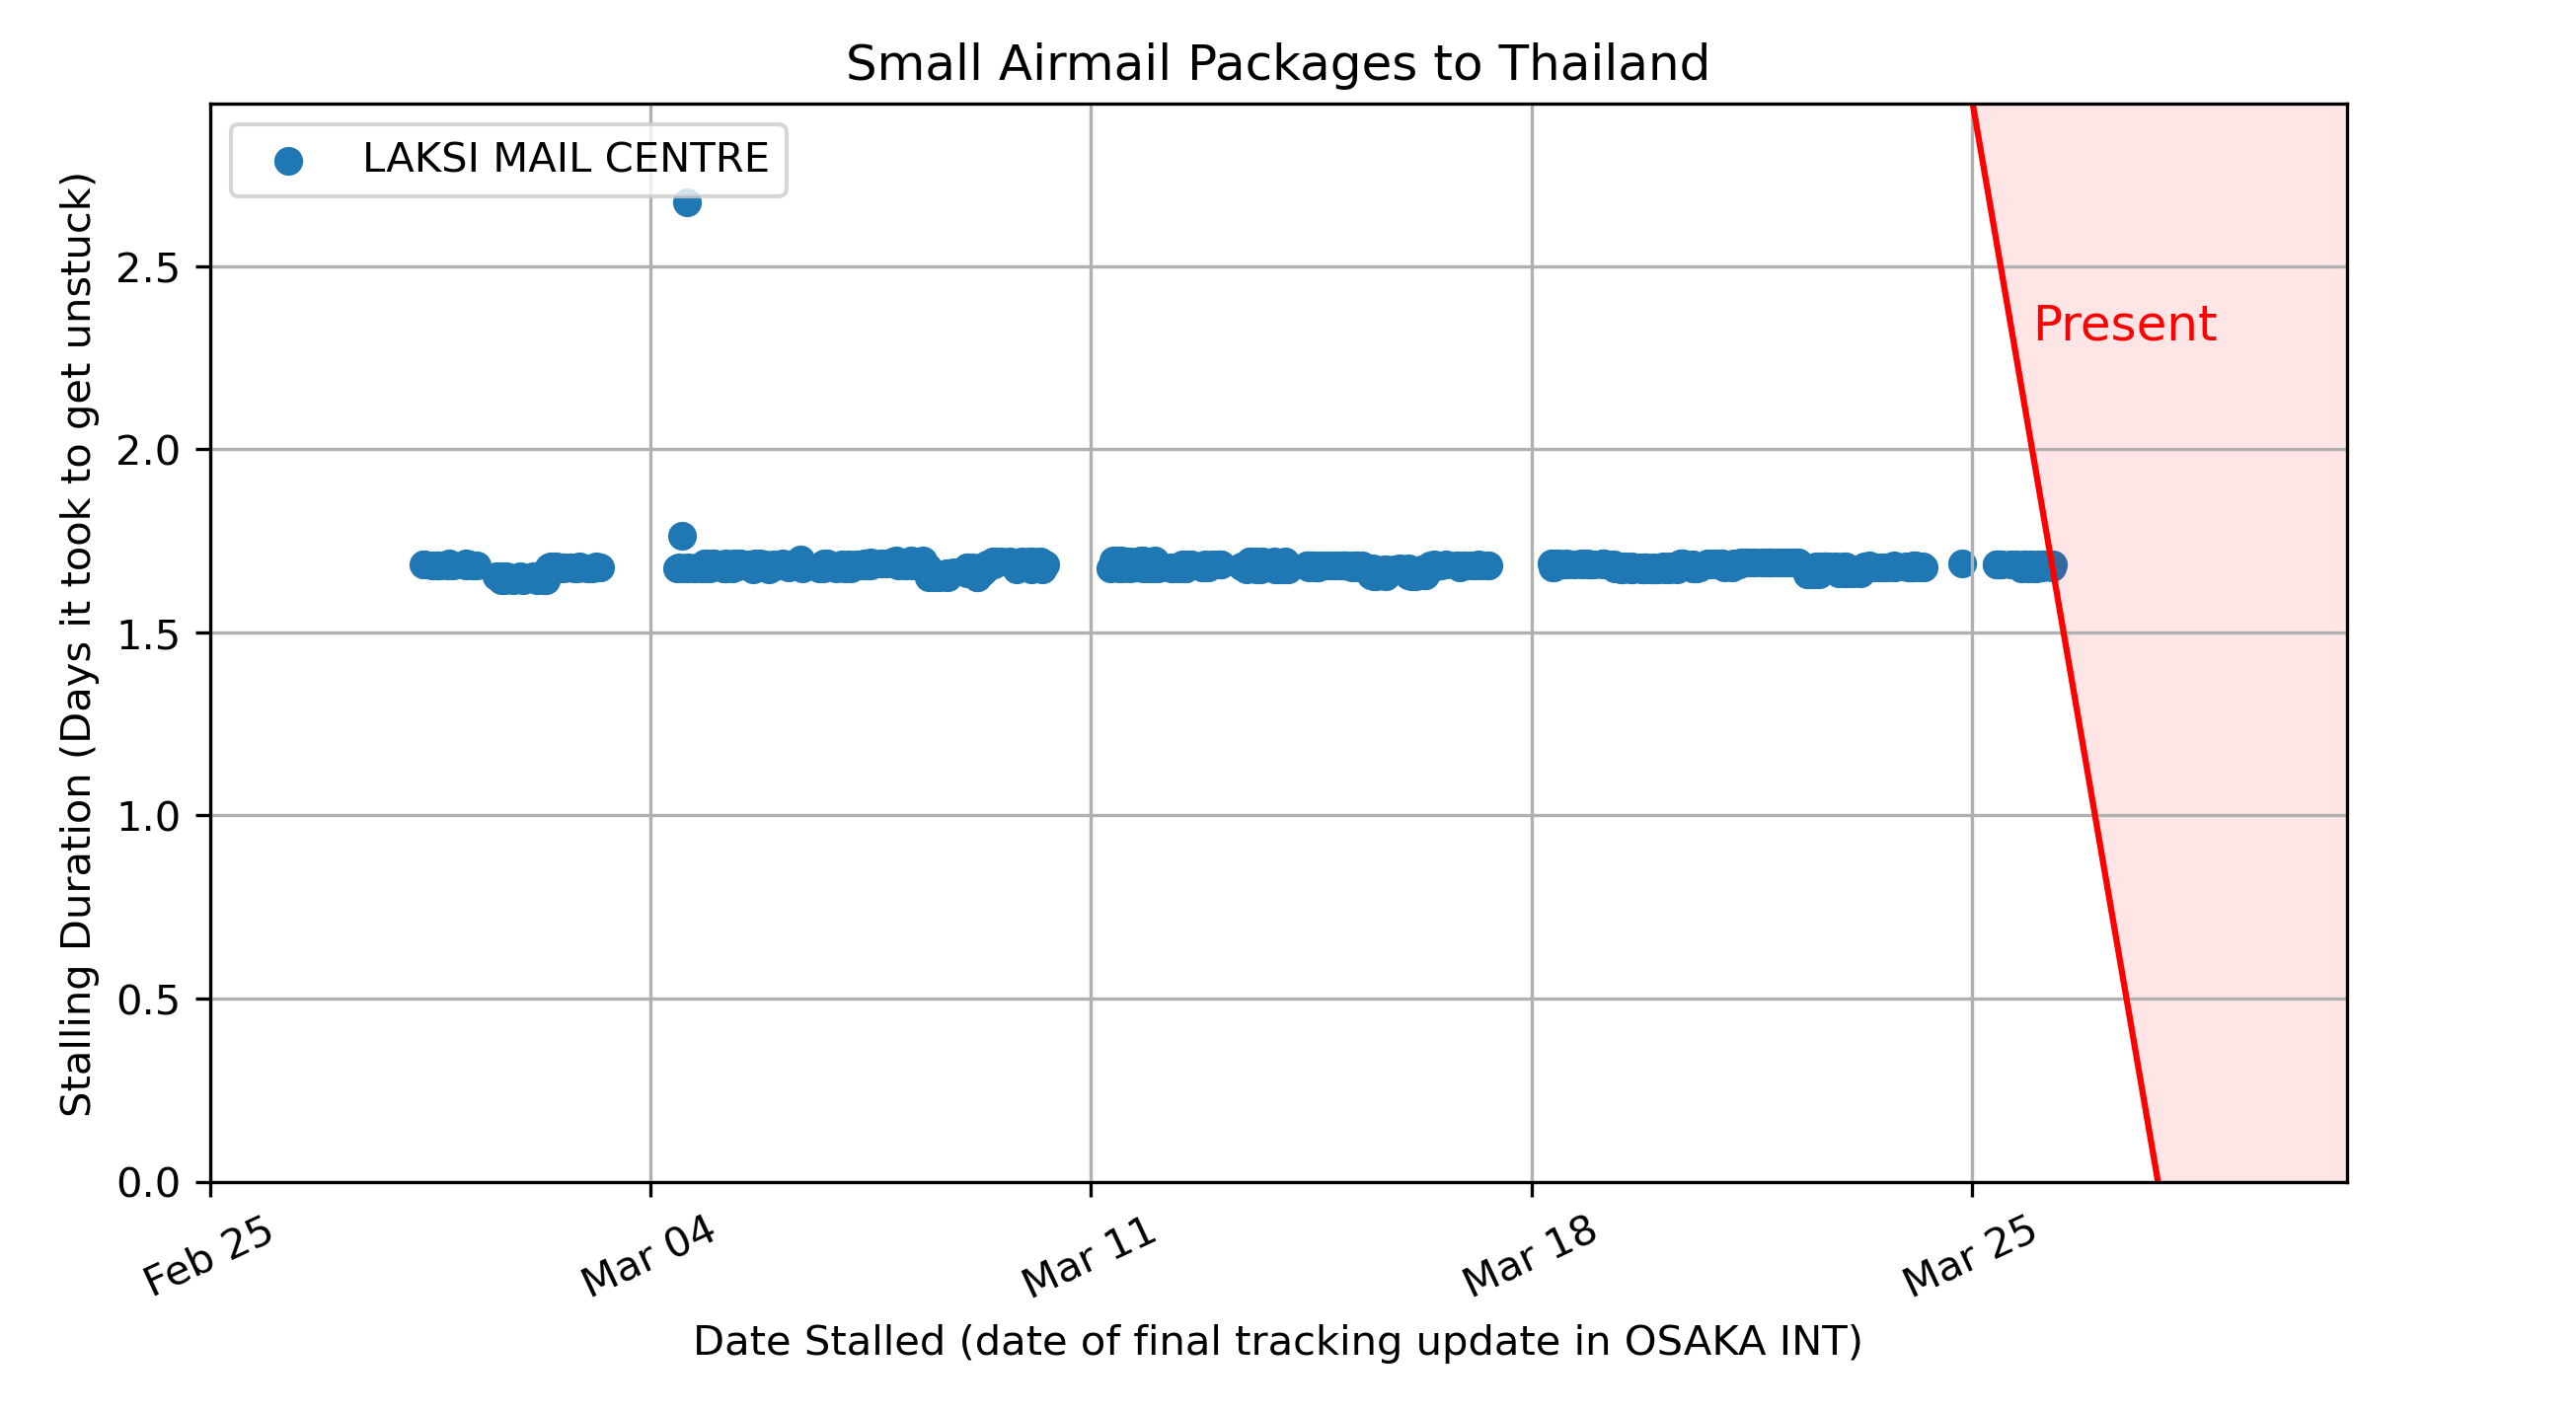 Small Airmail Packages to Thailand
LAKSI MAIL CENTRE
Present
Stalling Duration (Days it took to get unstuck)
2.5
2.0
1.5
1.0
0.5
0.0
Feb 25
Mar 04
Mar 11
Mar 18
Mar 25
Date Stalled (date of final tracking update in OSAKA INT)